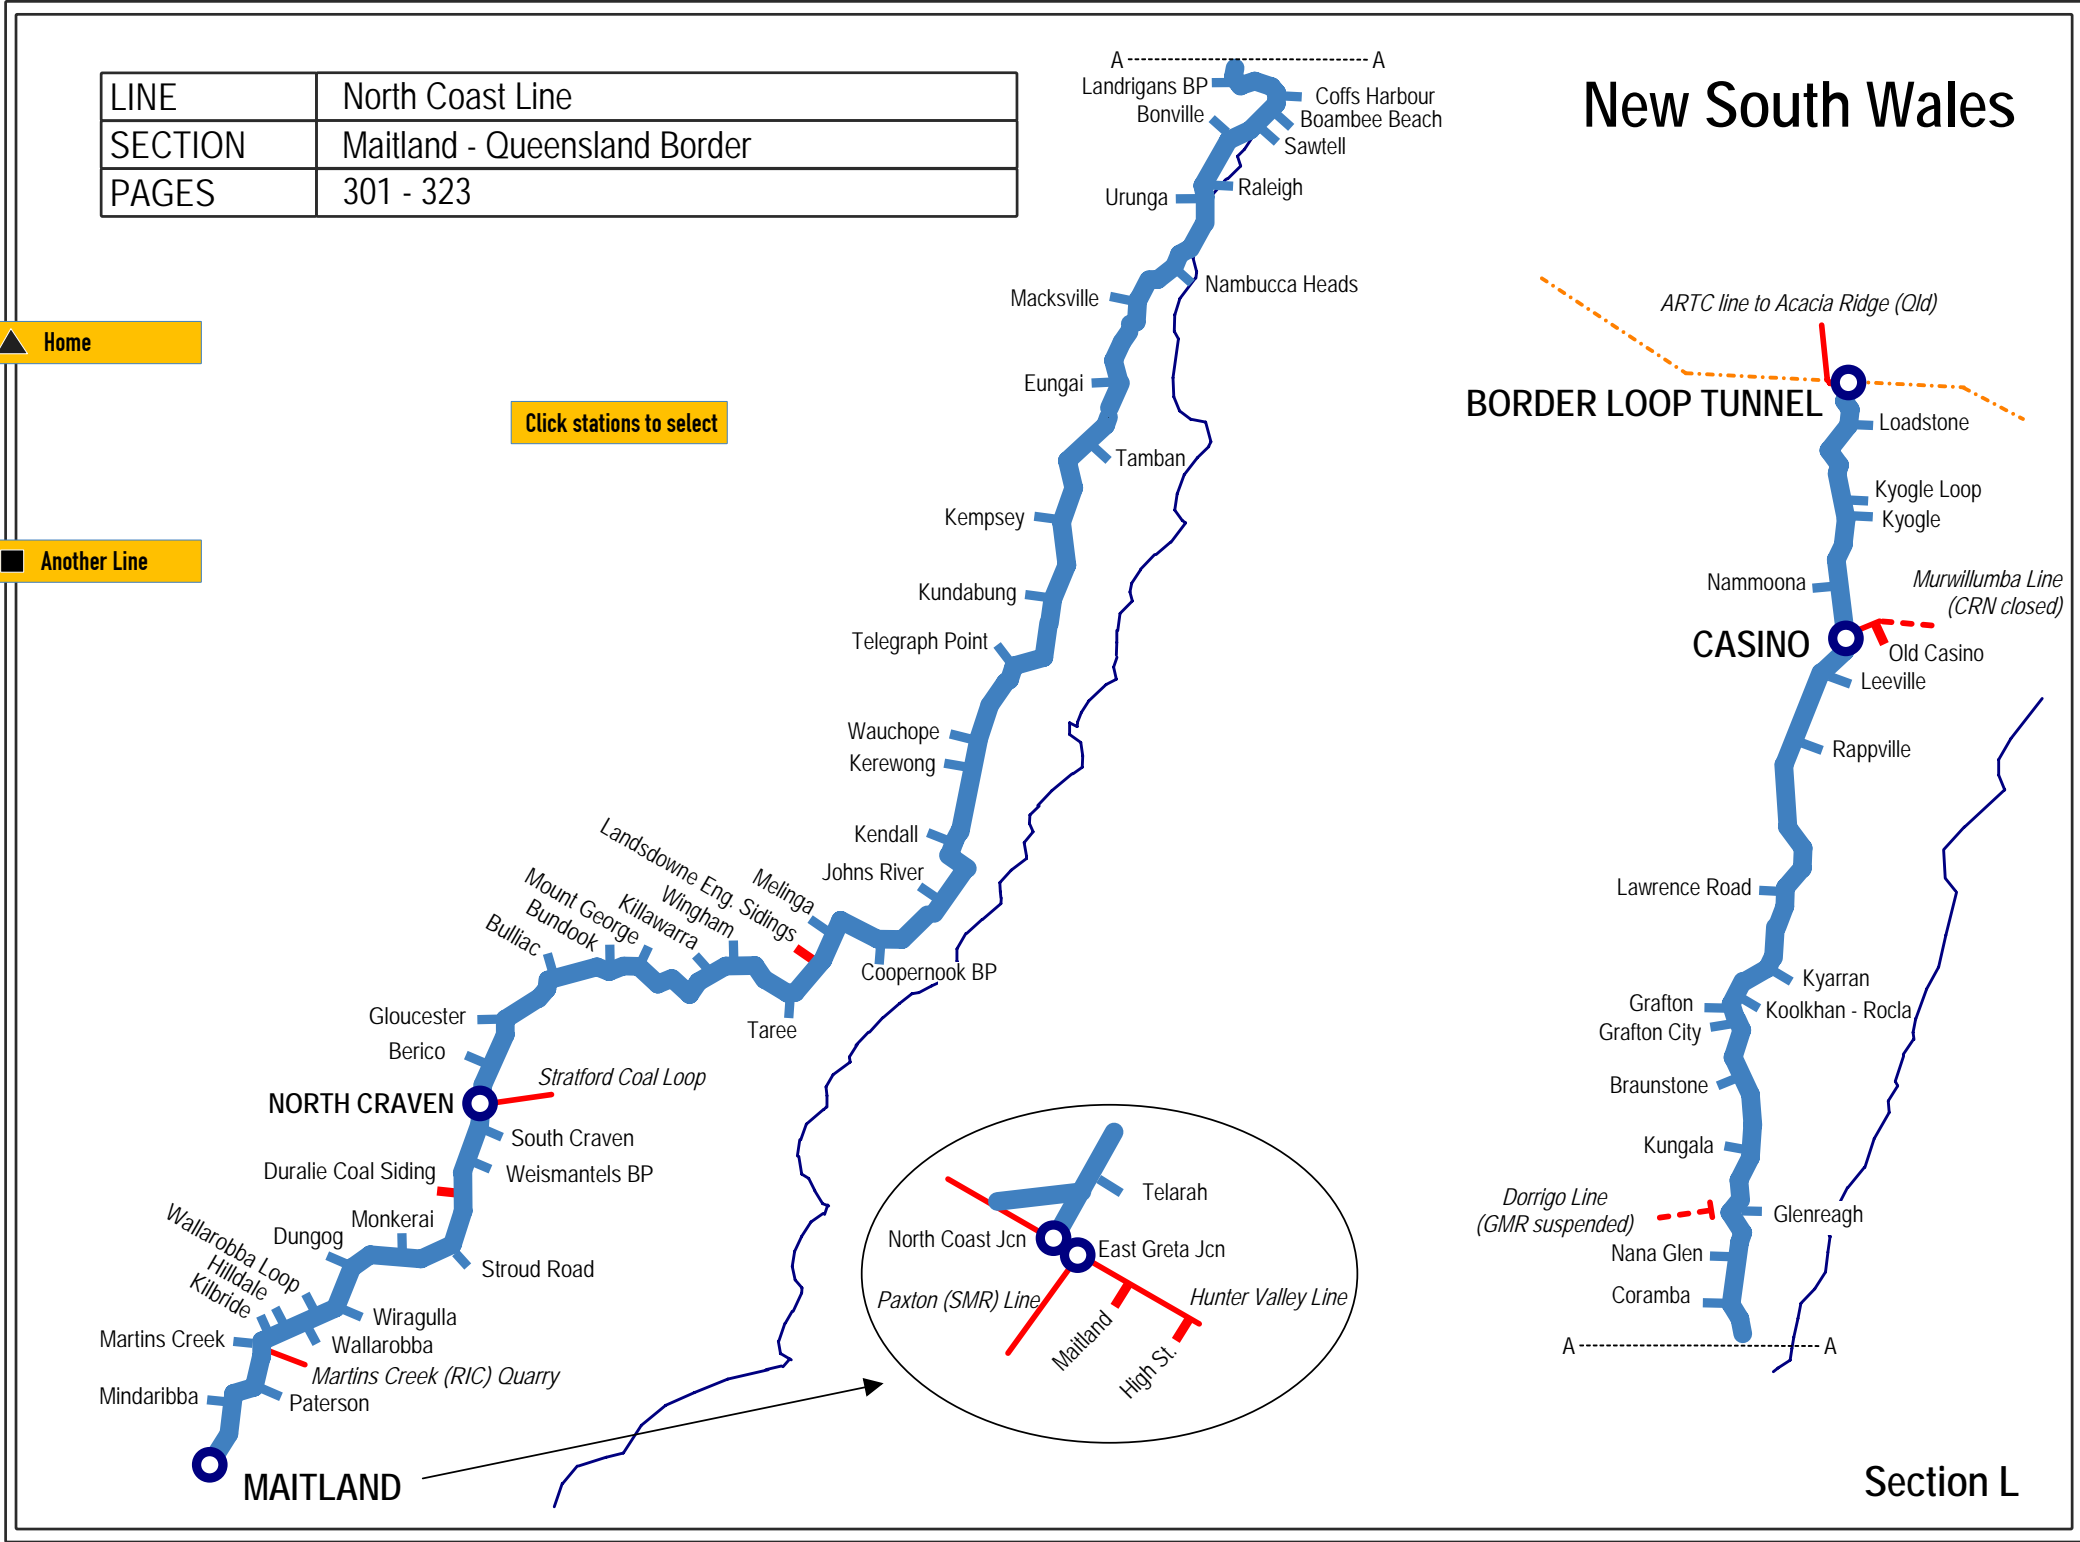 LINE North Coast Line
SECTION Maitland - Queensland Border
PAGES 301 - 323
New South Wales
Home
Another Line
Click stations to select
A A
Landrigans BP
Coffs Harbour
Bonville
Boambee Beach
Sawtell
Raleigh
Urunga
Nambucca Heads
Macksville
Eungai
Tamban
Kempsey
Kundabung
Telegraph Point
Wauchope
Kerewong
Kendall
Johns River
Coopernook BP
Melinga
Landsdowne Eng. Sidings
Taree
Wingham
Killawarra
Mount George
Bundook
Bulliac
Gloucester
Berico
Stratford Coal Loop
NORTH CRAVEN
South Craven
Weismantels BP
Duralie Coal Siding
Monkerai
Stroud Road
Dungog
Wallarobba Loop
Hilldale
Kilbride
Wiragulla
Wallarobba
Martins Creek
Martins Creek (RIC) Quarry
Mindaribba
Paterson
MAITLAND
Telarah
North Coast Jcn
East Greta Jcn
Paxton (SMR) Line
Hunter Valley Line
Maitland
High St.
ARTC line to Acacia Ridge (Qld)
BORDER LOOP TUNNEL
Loadstone
Kyogle Loop
Kyogle
Nammoona
Murwillumba Line
(CRN closed)
CASINO
Old Casino
Leeville
Rappville
Lawrence Road
Kyarran
Grafton
Koolkhan - Rocla
Grafton City
Braunstone
Kungala
Dorrigo Line
(GMR suspended)
Glenreagh
Nana Glen
Coramba
A A
Section L